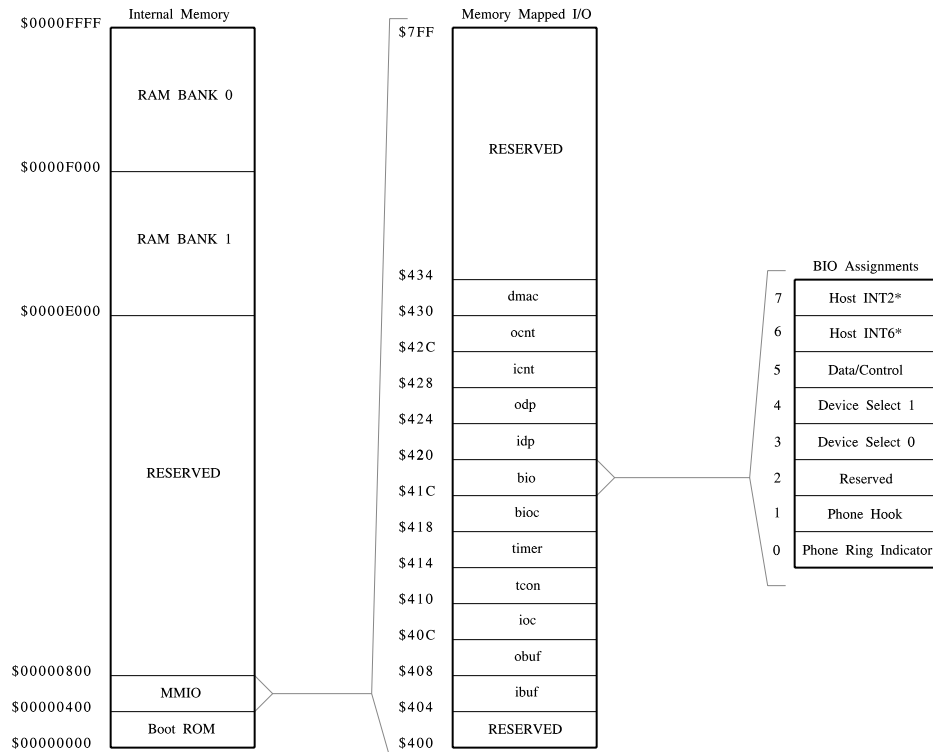 Internal Memory
$0000FFFF
RAM BANK 0
$0000F000
RAM BANK 1
$0000E000
RESERVED
$00000800
MMIO
$00000400
Boot ROM
$00000000
Memory Mapped I/O
$7FF
RESERVED
$434
dmac
$430
ocnt
$42C
icnt
$428
odp
$424
idp
$420
bio
$41C
bioc
$418
timer
$414
tcon
$410
ioc
$40C
obuf
$408
ibuf
$404
RESERVED
$400
BIO Assignments
7 Host INT2*
6 Host INT6*
5 Data/Control
4 Device Select 1
3 Device Select 0
2 Reserved
1 Phone Hook
0 Phone Ring Indicator